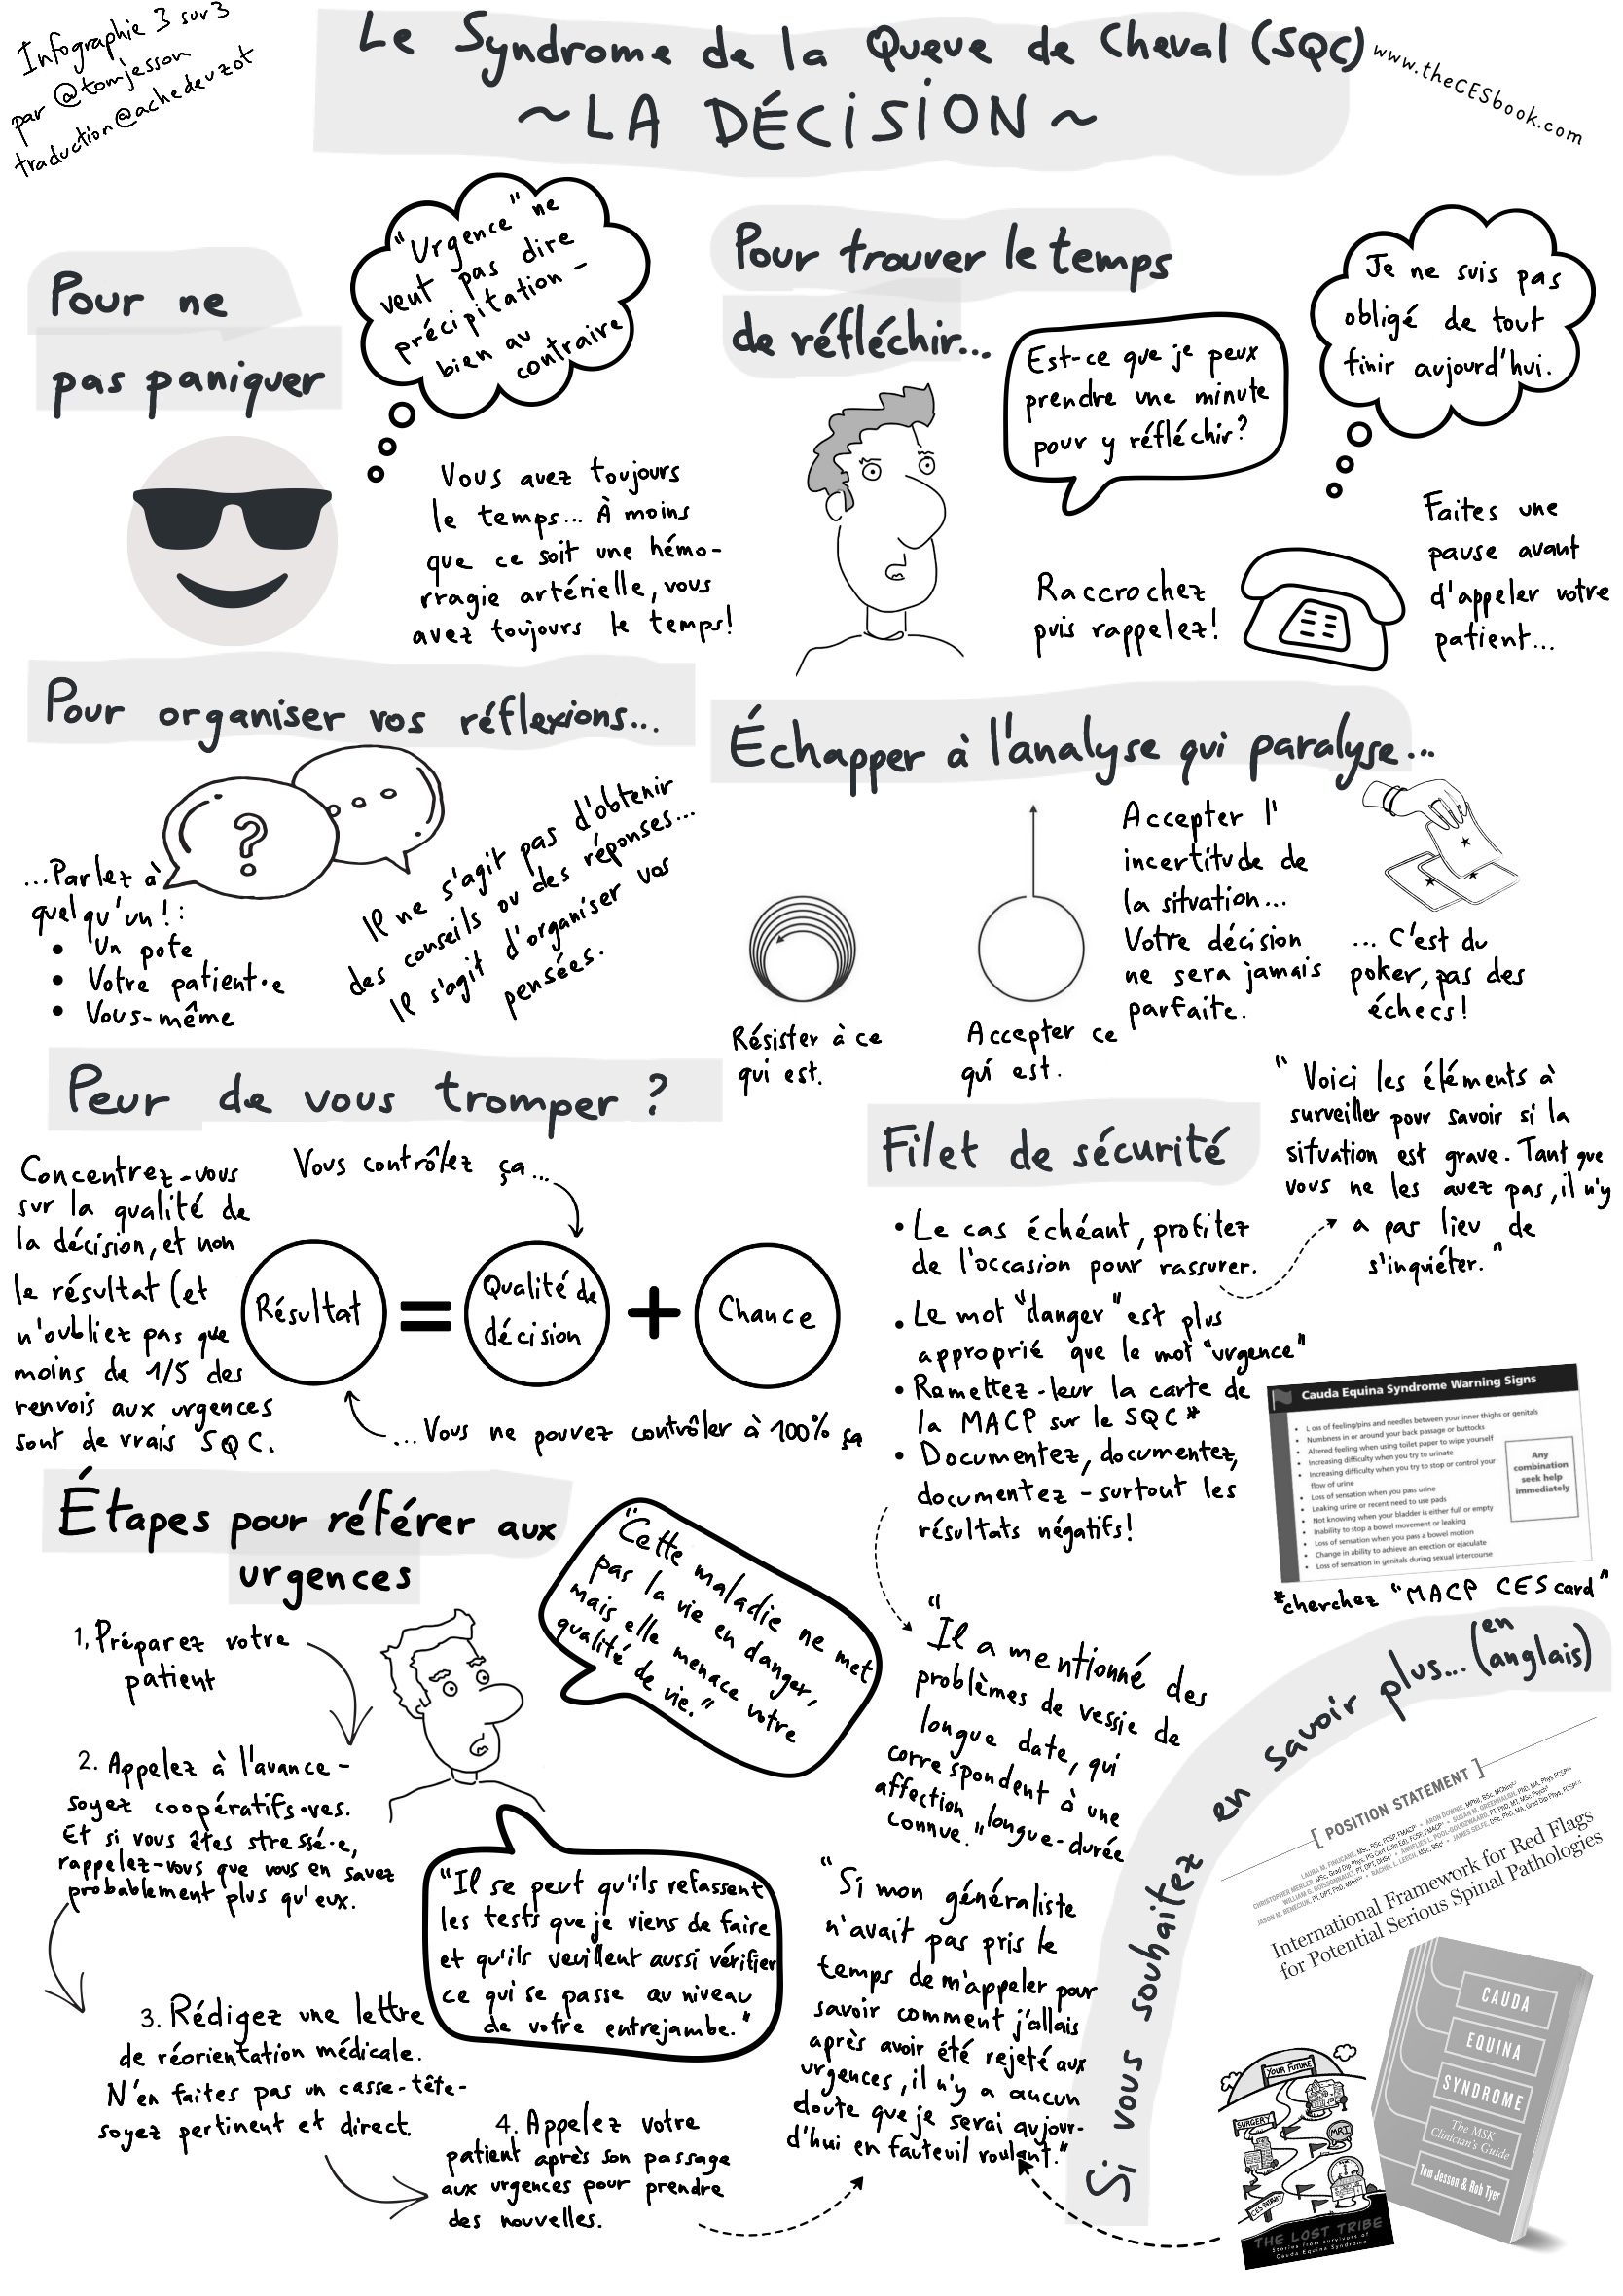 Infographie 3 sur 3
par @tomjesson
traduction@achedeuzot
Le Syndrome de la Queue de Cheval (SQC)
~LA DÉCISION~
www.theCESbook.com
Pour ne
pas paniquer
"Urgence" ne
veut pas dire
précipitation -
bien au
contraire
Vous avez toujours
le temps... À moins
que ce soit une hémo-
rragie artérielle, vous
avez toujours le temps!
Pour trouver le temps
de réfléchir...
Est-ce que je peux
prendre une minute
pour y réfléchir?
Je ne suis pas
obligé de tout
finir aujourd'hui.
Raccrochez
puis rappelez!
Faites une
pause avant
d'appeler votre
patient...
Pour organiser vos réflexions...
?
...Parlez à
quelqu'un!:
• Un pote
• Votre patient·e
• Vous-même
Il ne s'agit pas d'obtenir
des conseils ou des réponses...
Il s'agit d'organiser vos
pensées.
Échapper à l'analyse qui paralyse...
Résister à ce
qui est.
Accepter ce
qui est.
Accepter l'
incertitude de
la situation...
Votre décision
ne sera jamais
parfaite.
... C'est du
poker, pas des
échecs!
Peur de vous tromper ?
Concentrez-vous
sur la qualité de
la décision, et non
le résultat (et
n'oubliez pas que
moins de 1/5 des
renvois aux urgences
sont de vrais SQC.
Vous contrôlez ça...
Résultat
=
Qualité de
décision
+
Chance
...Vous ne pouvez contrôler à 100% ça
Filet de sécurité
• Le cas échéant, profitez
de l'occasion pour rassurer.
• Le mot "danger" est plus
approprié que le mot "urgence"
• Remettez-leur la carte de
la MACP sur le SQC*
• Documentez, documentez,
documentez - surtout les
résultats négatifs!
"Voici les éléments à
surveiller pour savoir si la
situation est grave. Tant que
vous ne les avez pas, il n'y
a pas lieu de
s'inquiéter."
Cauda Equina Syndrome Warning Signs
• Loss of feeling/pins and needles between your inner thighs or genitals
• Numbness in or around your back passage or buttocks
• Altered feeling when using toilet paper to wipe yourself
• Increasing difficulty when you try to urinate
• Increasing difficulty when you try to stop or control your
flow of urine
• Loss of sensation when you pass urine
• Leaking urine or recent need to use pads
• Not knowing when your bladder is either full or empty
• Inability to stop a bowel movement or leaking
• Loss of sensation when you pass a bowel motion
• Change in ability to achieve an erection or ejaculate
• Loss of sensation in genitals during sexual intercourse
Any
combination
seek help
immediately
*cherchez "MACP CES card"
Étapes pour référer aux
urgences
1. Préparez votre
patient
"Cette maladie ne met
pas la vie en danger,
mais elle menace votre
qualité de vie."
2. Appelez à l'avance -
soyez coopératifs·ves.
Et si vous êtes stressé·e,
rappelez-vous que vous en savez
probablement plus qu'eux.
"Il se peut qu'ils refassent
les tests que je viens de faire
et qu'ils veuillent aussi vérifier
ce qui se passe au niveau
de votre entrejambe."
3. Rédigez une lettre
de réorientation médicale.
N'en faites pas un casse-tête-
soyez pertinent et direct.
4. Appelez votre
patient après son passage
aux urgences pour prendre
des nouvelles.
"Il a mentionné des
problèmes de vessie de
longue date, qui
correspondent à une
affection longue-durée
connue."
"Si mon généraliste
n'avait pas pris le
temps de m'appeler pour
savoir comment j'allais
après avoir été rejeté aux
urgences, il n'y a aucun
doute que je serai aujour-
d'hui en fauteuil roulant."
Si vous souhaitez en savoir plus... (en anglais)
[ POSITION STATEMENT ]
International Framework for Red Flags
for Potential Serious Spinal Pathologies
CAUDA
EQUINA
SYNDROME
The MSK
Clinician's Guide
Tom Jesson & Rob Tyer
YOUR FUTURE
SURGERY
MRI
THE LOST TRIBE
Stories from survivors of
Cauda Equina Syndrome